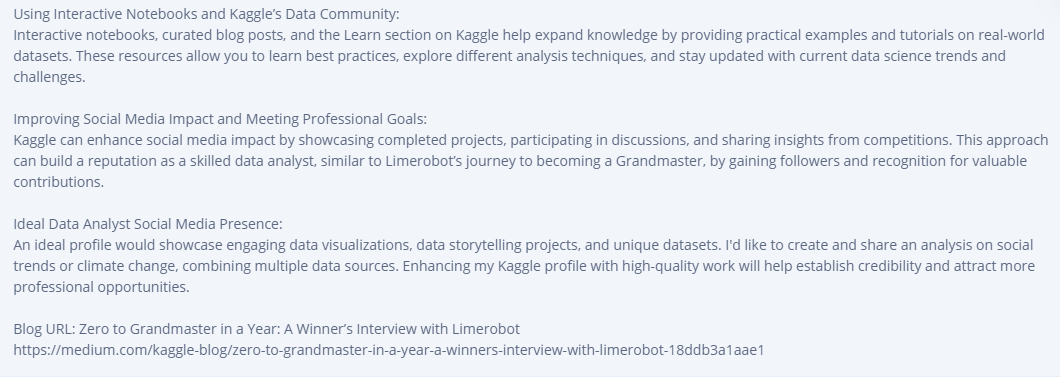 Using Interactive Notebooks and Kaggle's Data Community:
Interactive notebooks, curated blog posts, and the Learn section on Kaggle help expand knowledge by providing practical examples and tutorials on real-world
datasets. These resources allow you to learn best practices, explore different analysis techniques, and stay updated with current data science trends and
challenges.
Improving Social Media Impact and Meeting Professional Goals:
Kaggle can enhance social media impact by showcasing completed projects, participating in discussions, and sharing insights from competitions. This approach
can build a reputation as a skilled data analyst, similar to Limerobot's journey to becoming a Grandmaster, by gaining followers and recognition for valuable
contributions.
Ideal Data Analyst Social Media Presence:
An ideal profile would showcase engaging data visualizations, data storytelling projects, and unique datasets. I'd like to create and share an analysis on social
trends or climate change, combining multiple data sources. Enhancing my Kaggle profile with high-quality work will help establish credibility and attract more
professional opportunities.
Blog URL: Zero to Grandmaster in a Year: A Winner's Interview with Limerobot
https://medium.com/kaggle-blog/zero-to-grandmaster-in-a-year-a-winners-interview-with-limerobot-18ddb3a1aae1